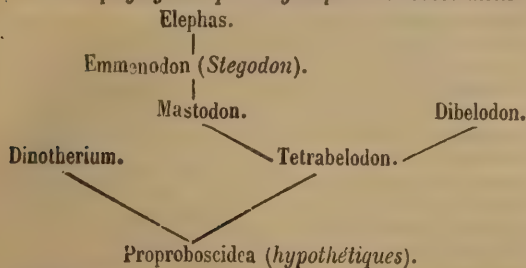 Elephas.
Emmenodon (Stegodon).
Mastodon. Dibelodon.
Dinotherium. Tetrabelodon.
Proproboscidea (hypothétiques).